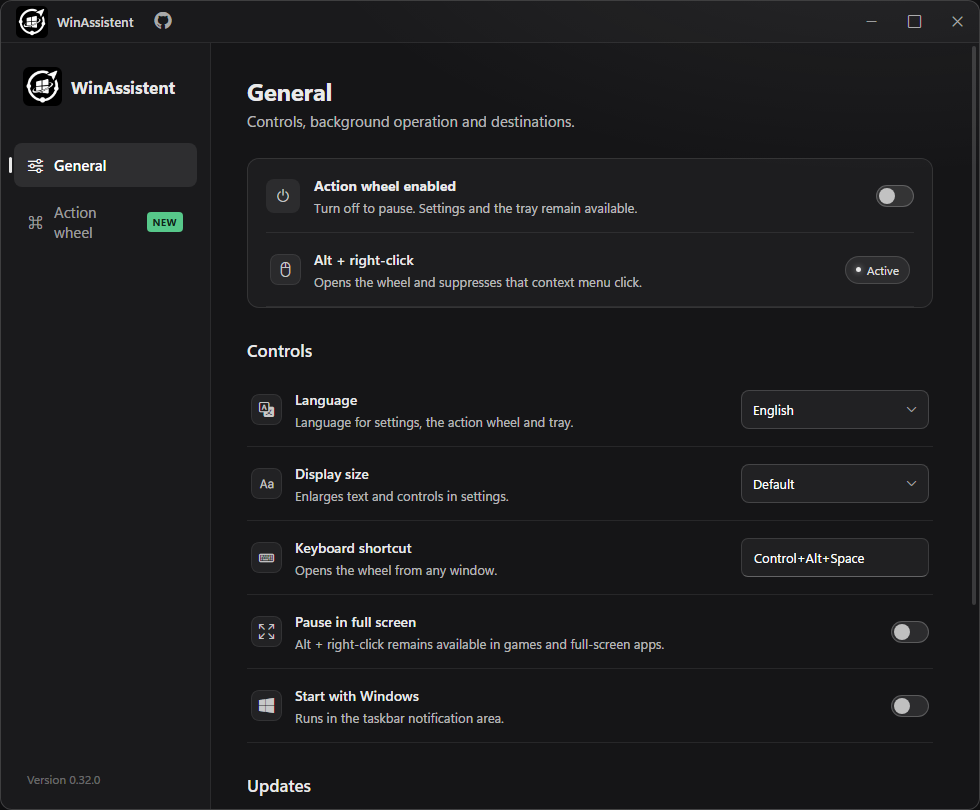 WinAssistent
WinAssistent
General
Action
wheel
NEW
Version 0.32.0
General
Controls, background operation and destinations.
Action wheel enabled
Turn off to pause. Settings and the tray remain available.
Alt + right-click
Opens the wheel and suppresses that context menu click.
Active
Controls
Language
Language for settings, the action wheel and tray.
English
Aa
Display size
Enlarges text and controls in settings.
Default
Keyboard shortcut
Opens the wheel from any window.
Control+Alt+Space
Pause in full screen
Alt + right-click remains available in games and full-screen apps.
Start with Windows
Runs in the taskbar notification area.
Updates